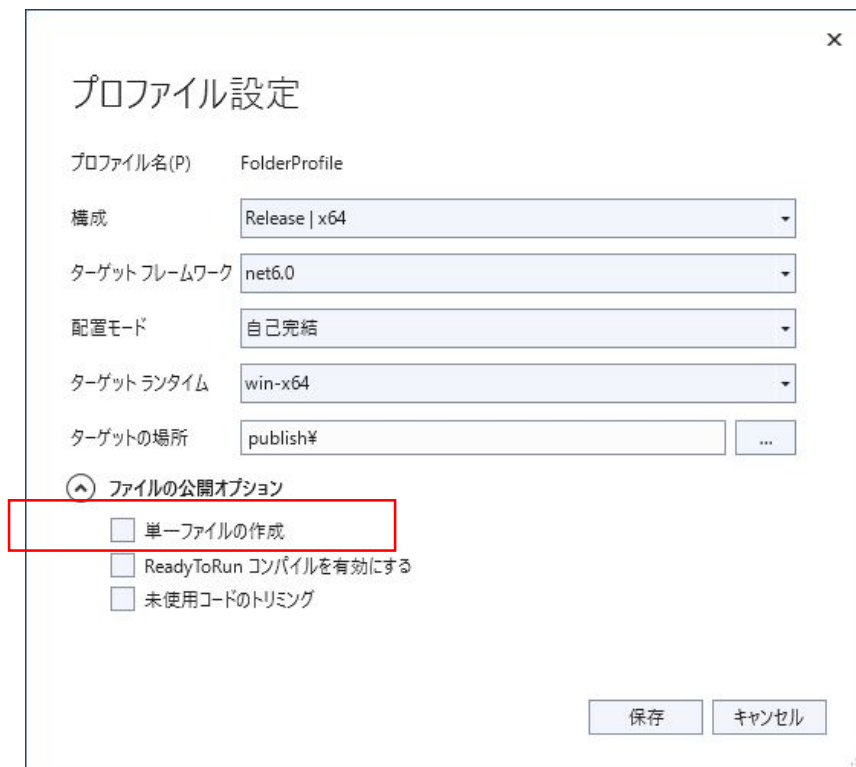 プロファイル設定
プロファイル名(P) FolderProfile
構成 Release | x64
ターゲット フレームワーク net6.0
配置モード 自己完結
ターゲット ランタイム win-x64
ターゲットの場所 publish¥ ...
ファイルの公開オプション
単一ファイルの作成
ReadyToRun コンパイルを有効にする
未使用コードのトリミング
保存 キャンセル